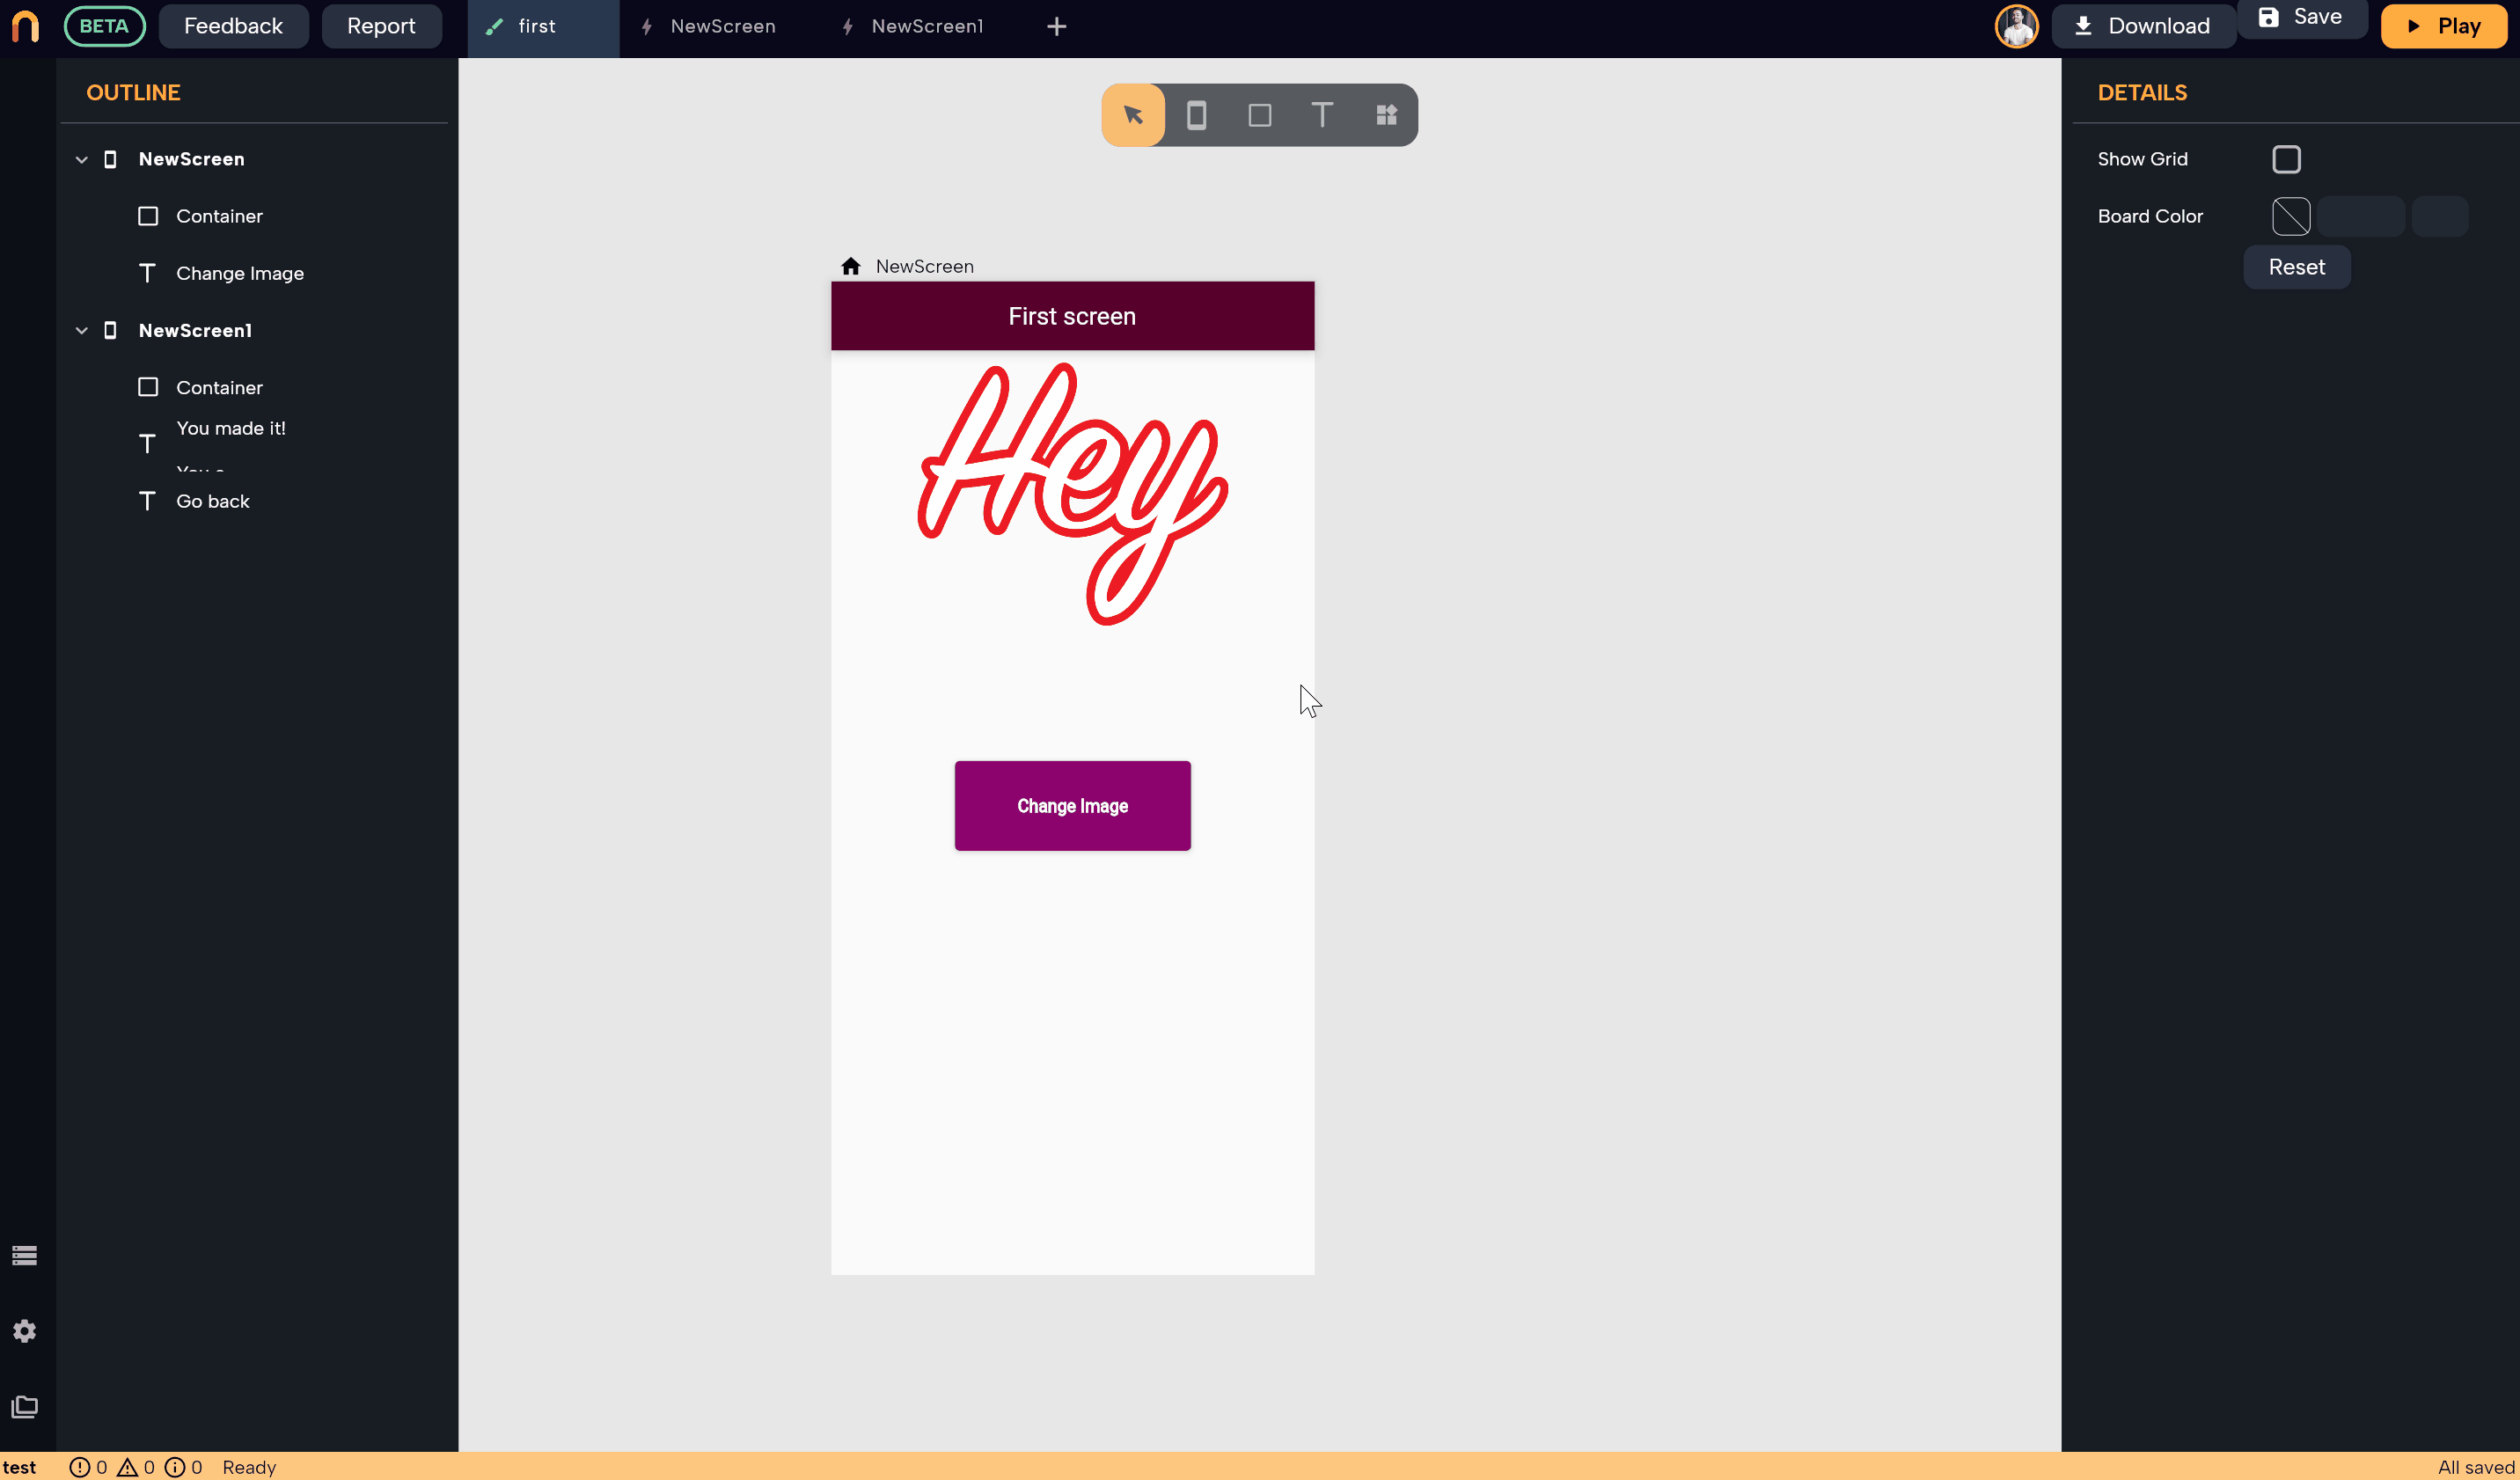 BETA
Feedback
Report
first
NewScreen
NewScreen1
Download
Save
Play
OUTLINE
NewScreen
Container
Change Image
NewScreen1
Container
You made it!
Go back
NewScreen
First screen
Hey
Change Image
DETAILS
Show Grid
Board Color
Reset
test
0
0
0
Ready
All saved